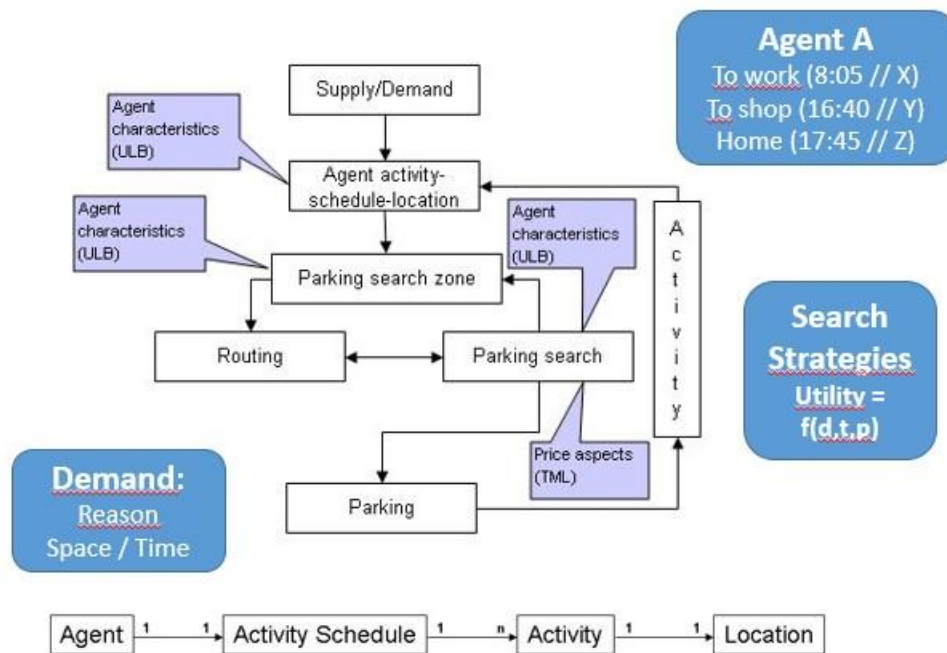 Agent A
To work (8:05 // X)
To shop (16:40 // Y)
Home (17:45 // Z)
Supply/Demand
Agent
characteristics
(ULB)
Agent activity-
schedule-location
Agent
characteristics
(ULB)
Agent
characteristics
(ULB)
Activity
Parking search zone
Routing
Parking search
Search
Strategies
Utility =
f(d,t,p)
Price aspects
(TML)
Demand:
Reason
Space / Time
Parking
Agent 1 1 Activity Schedule 1 n Activity 1 1 Location